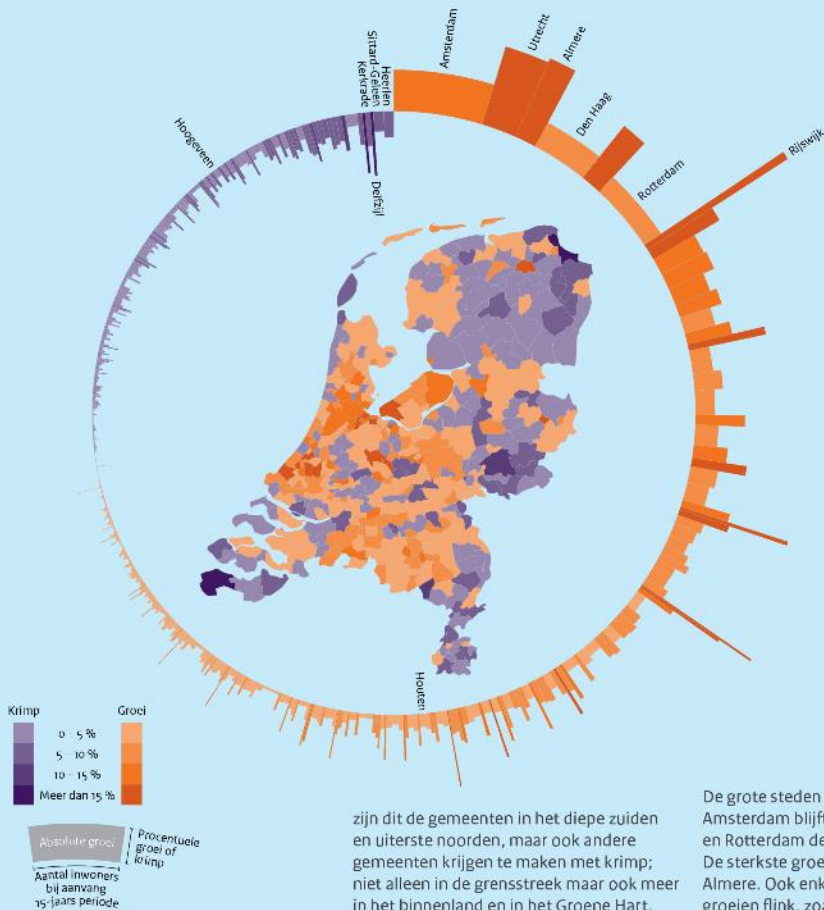 Amsterdam
Utrecht
Almere
Den Haag
Rotterdam
Rijswijk
Heerlen
Sittard-Geleen
Kerkrade
Delfzijl
Hoogeveen
Houten
Krimp
Groei
0 – 5 %
5 – 10 %
10 – 15 %
Meer dan 15 %
Absolute groei
Procentuele
groei of
krimp
Aantal inwoners
bij aanvang
15-jaars periode
zijn dit de gemeenten in het diepe zuiden
en uiterste noorden, maar ook andere
gemeenten krijgen te maken met krimp;
niet alleen in de grensstreek maar ook meer
in het binnenland en in het Groene Hart.
De grote steden
Amsterdam blijft
en Rotterdam de
De sterkste groe
Almere. Ook enk
groeien flink, zoa